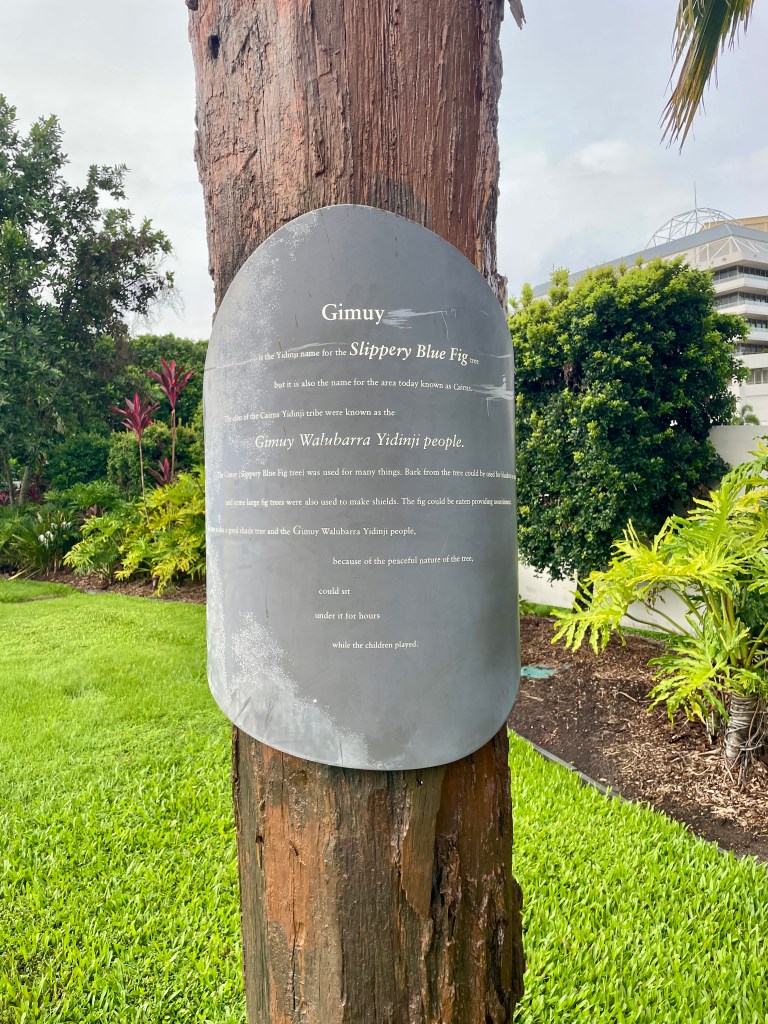 Gimuy
is the Yidinji name for the Slippery Blue Fig tree
but it is also the name for the area today known as Cairns.
The clan of the Cairns Yidinji tribe were known as the
Gimuy Walubarra Yidinji people.
The Gimuy (Slippery Blue Fig tree) was used for many things. Bark from the tree could be used for
and some large fig trees were also used to make shields. The fig could be eaten providing
a good shade tree and the Gimuy Walubarra Yidinji people,
because of the peaceful nature of the tree,
could sit
under it for hours
while the children played.